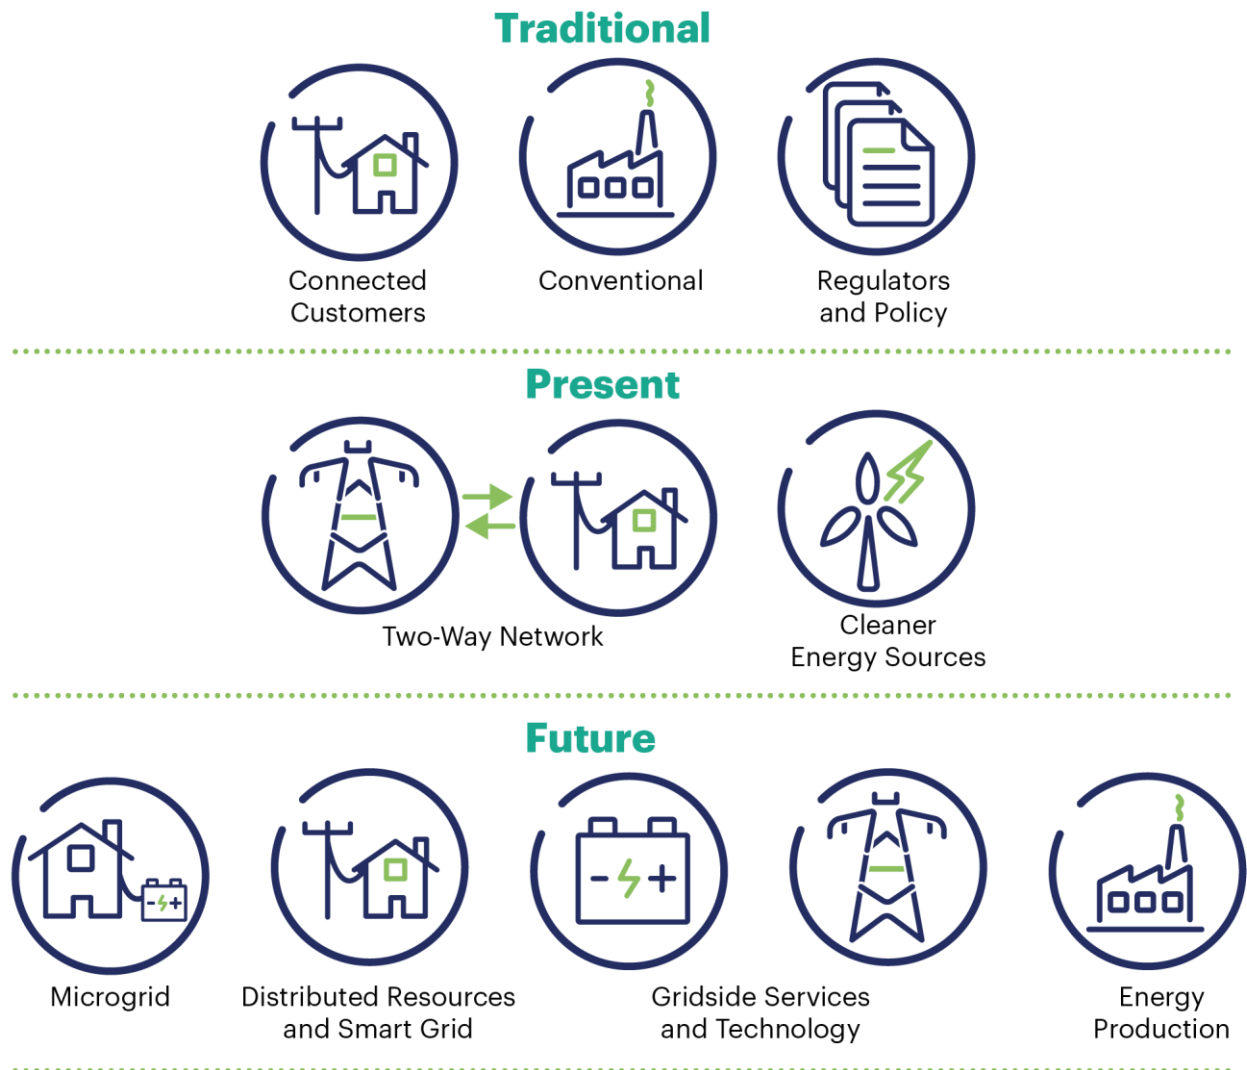 Traditional
Connected
Customers
Conventional
Regulators
and Policy
Present
Two-Way Network
Cleaner
Energy Sources
Future
Microgrid
Distributed Resources
and Smart Grid
Gridside Services
and Technology
Energy
Production